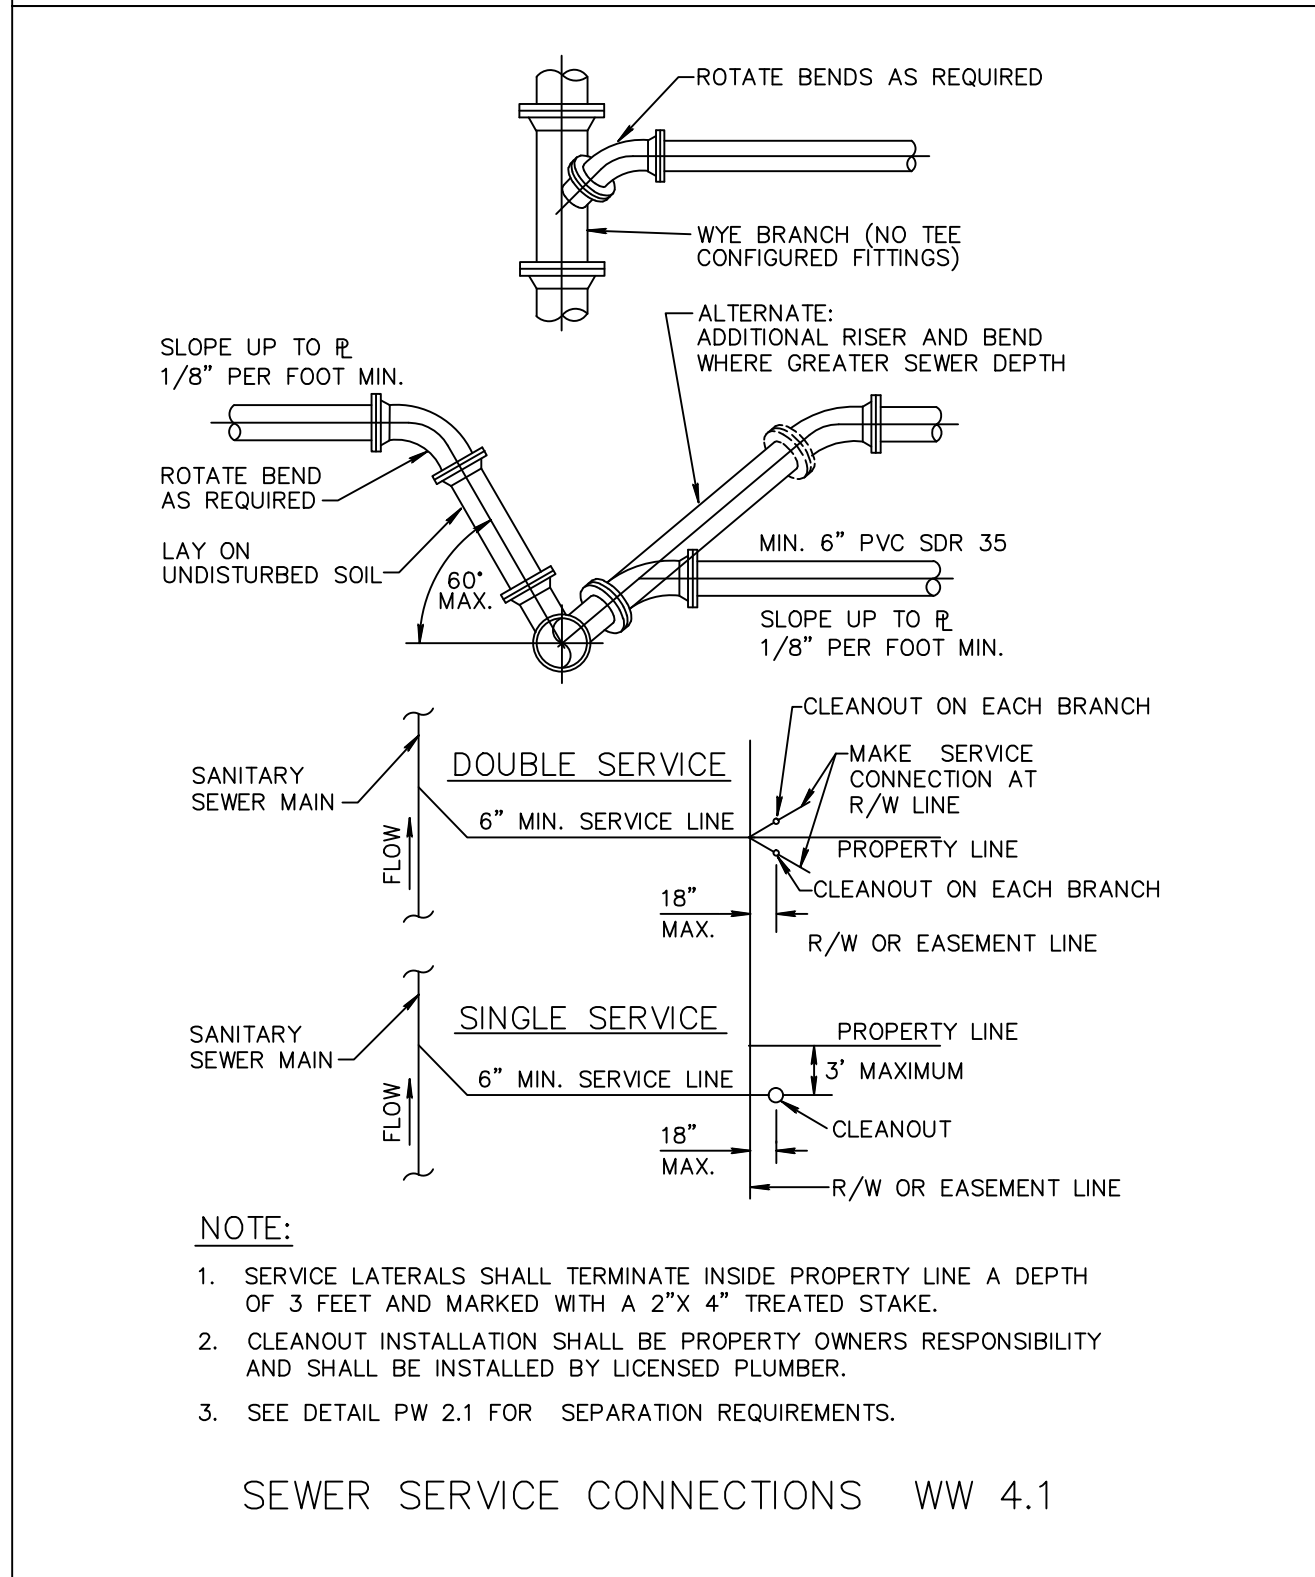 ROTATE BENDS AS REQUIRED
WYE BRANCH (NO TEE
CONFIGURED FITTINGS)
ALTERNATE:
ADDITIONAL RISER AND BEND
WHERE GREATER SEWER DEPTH
SLOPE UP TO ℄
1/8” PER FOOT MIN.
ROTATE BEND
AS REQUIRED
LAY ON
UNDISTURBED SOIL
60°
MAX.
MIN. 6” PVC SDR 35
SLOPE UP TO ℄
1/8” PER FOOT MIN.
CLEANOUT ON EACH BRANCH
DOUBLE SERVICE
MAKE SERVICE
CONNECTION AT
R/W LINE
SANITARY
SEWER MAIN
6” MIN. SERVICE LINE
FLOW
PROPERTY LINE
CLEANOUT ON EACH BRANCH
18”
MAX.
R/W OR EASEMENT LINE
SINGLE SERVICE
SANITARY
SEWER MAIN
PROPERTY LINE
6” MIN. SERVICE LINE
3’ MAXIMUM
FLOW
CLEANOUT
18”
MAX.
R/W OR EASEMENT LINE
NOTE:
1. SERVICE LATERALS SHALL TERMINATE INSIDE PROPERTY LINE A DEPTH
OF 3 FEET AND MARKED WITH A 2”X 4” TREATED STAKE.
2. CLEANOUT INSTALLATION SHALL BE PROPERTY OWNERS RESPONSIBILITY
AND SHALL BE INSTALLED BY LICENSED PLUMBER.
3. SEE DETAIL PW 2.1 FOR SEPARATION REQUIREMENTS.
SEWER SERVICE CONNECTIONS WW 4.1